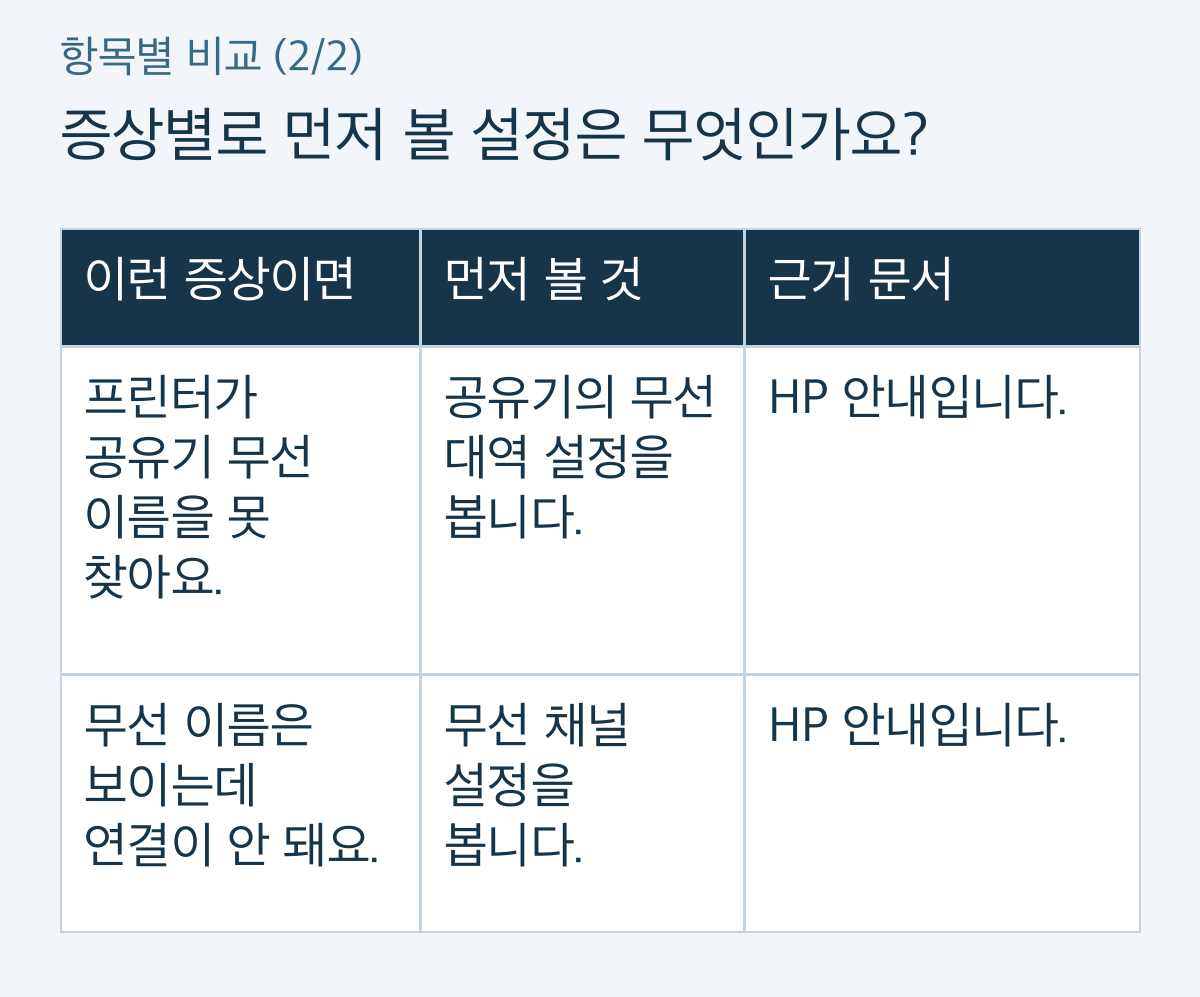 항목별 비교 (2/2)
증상별로 먼저 볼 설정은 무엇인가요?
이런 증상이면
먼저 볼 것
근거 문서
프린터가
공유기 무선
이름을 못
찾아요.
공유기의 무선
대역 설정을
봅니다.
HP 안내입니다.
무선 이름은
보이는데
연결이 안 돼요.
무선 채널
설정을
봅니다.
HP 안내입니다.